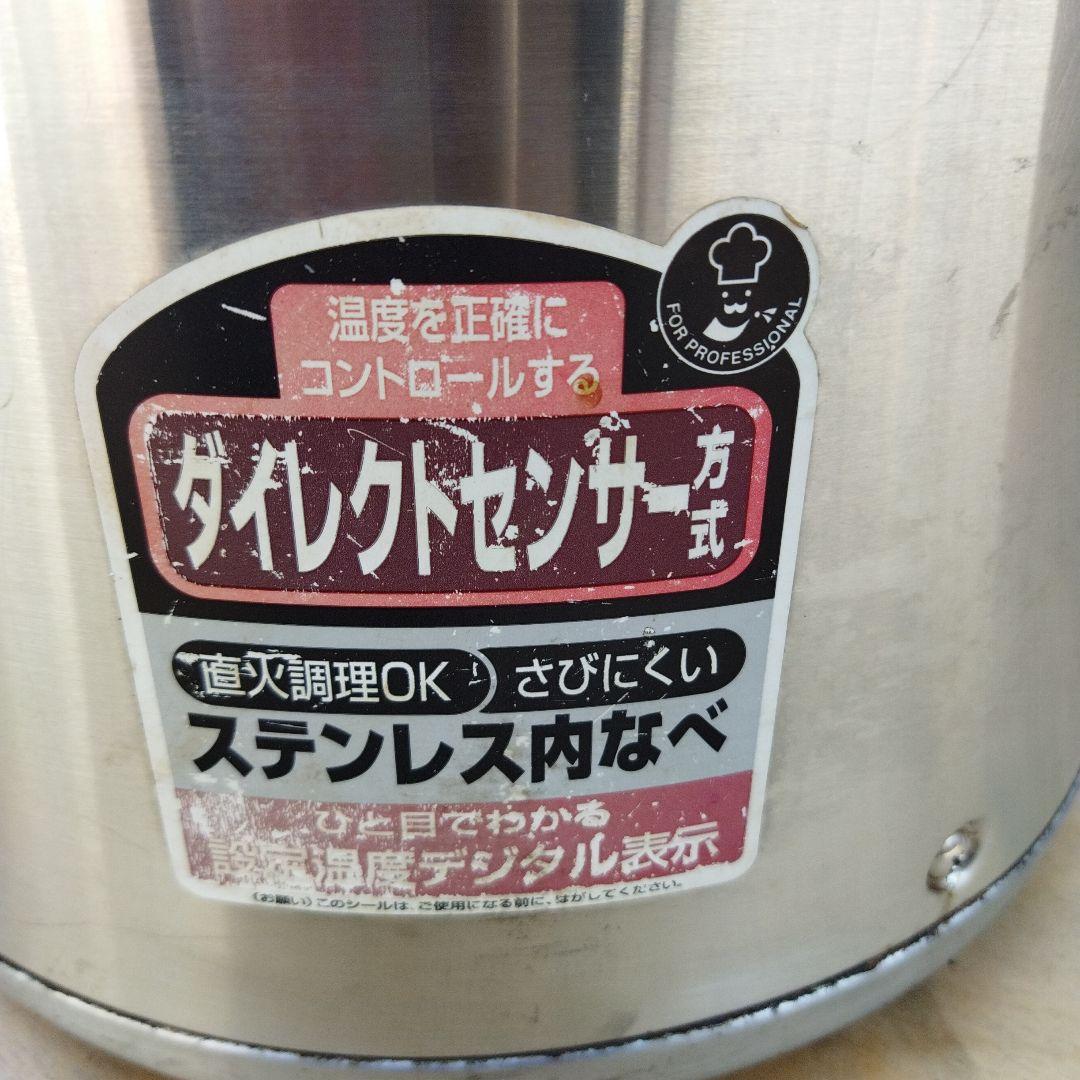 FOR PROFESSIONAL
温度を正確に
コントロールする
ダイレクトセンサー方式
直火調理OK さびにくい
ステンレス内なべ
ひと目でわかる
設定温度デジタル表示
(お願い)このシールは、ご使用になる前に、はがしてください。